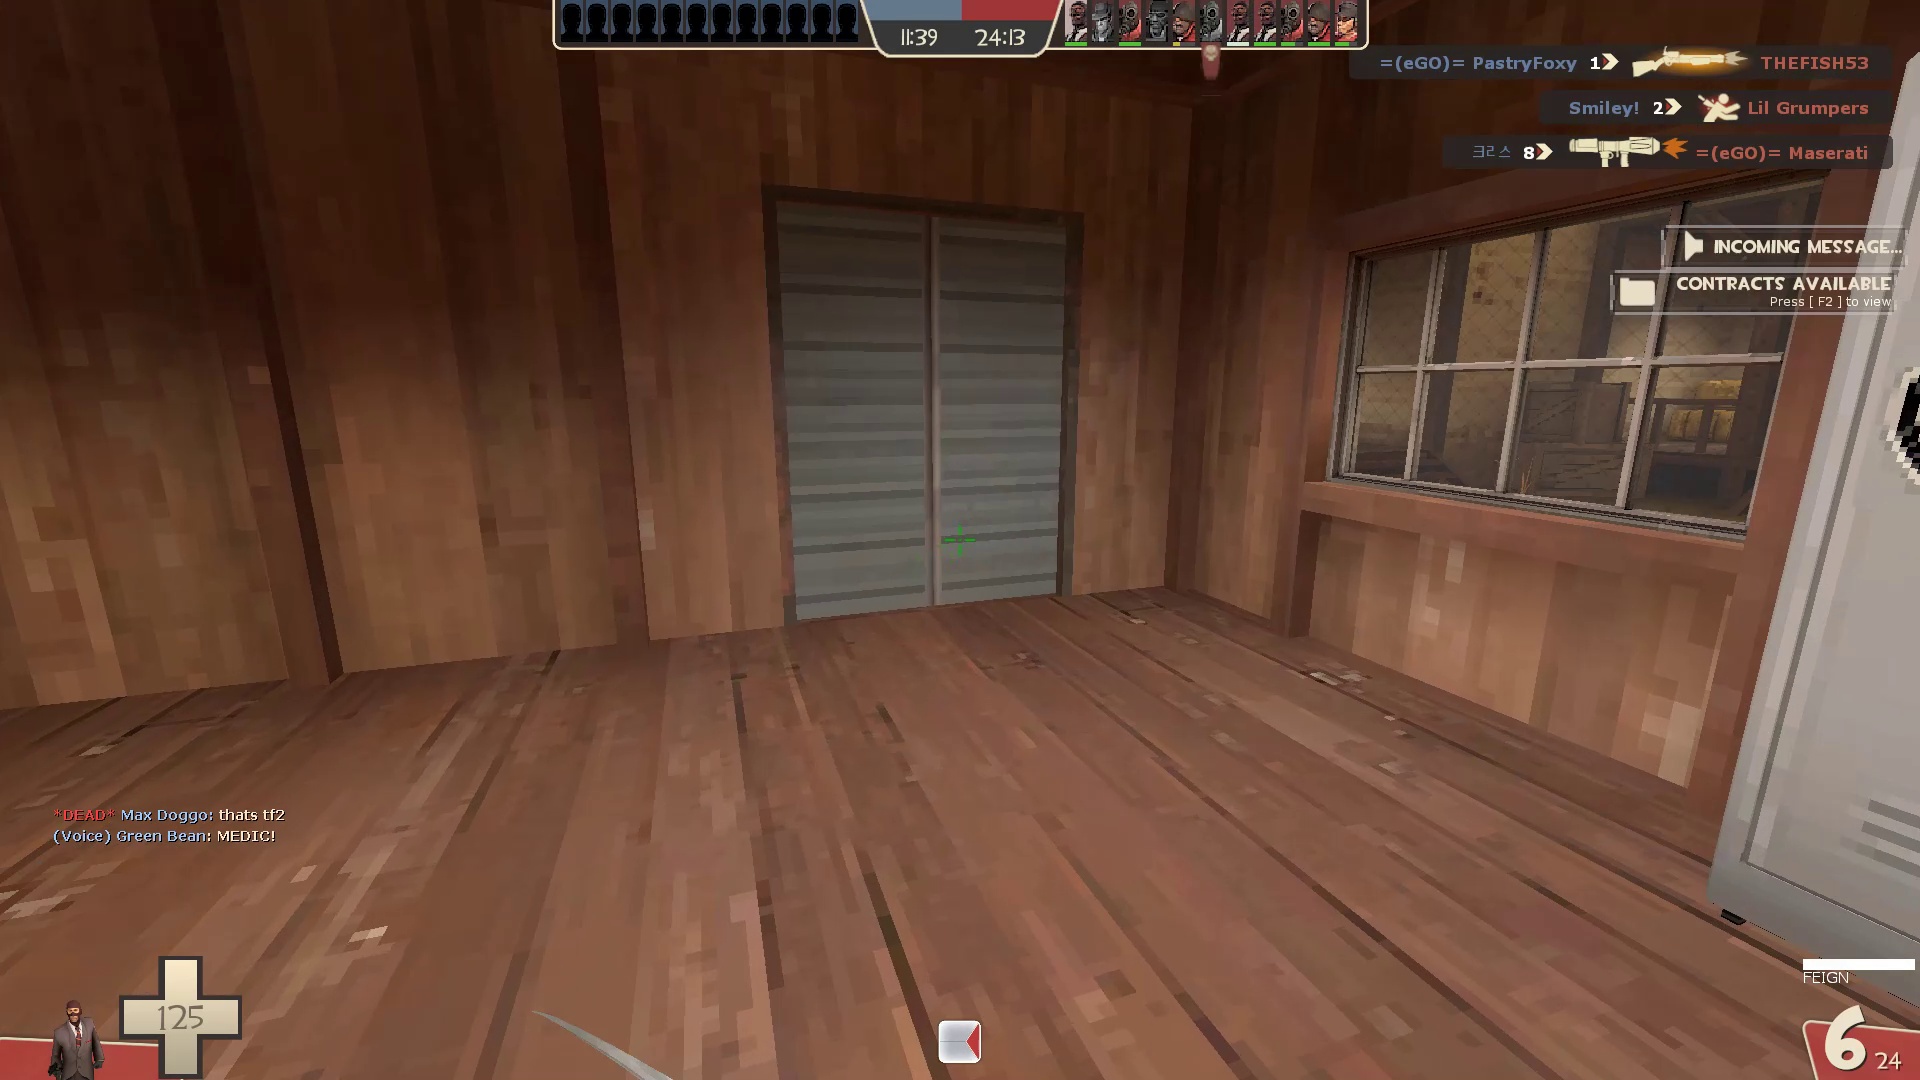 11:39 24:13
=(eGO)= PastryFoxy 1 THEFISH53
Smiley! 2 Lil Grumpers
크리스 8 =(eGO)= Maserati
INCOMING MESSAGE...
CONTRACTS AVAILABLE
Press [ F2 ] to view
*DEAD* Max Doggo: thats tf2
(Voice) Green Bean: MEDIC!
125
FEIGN
6 24